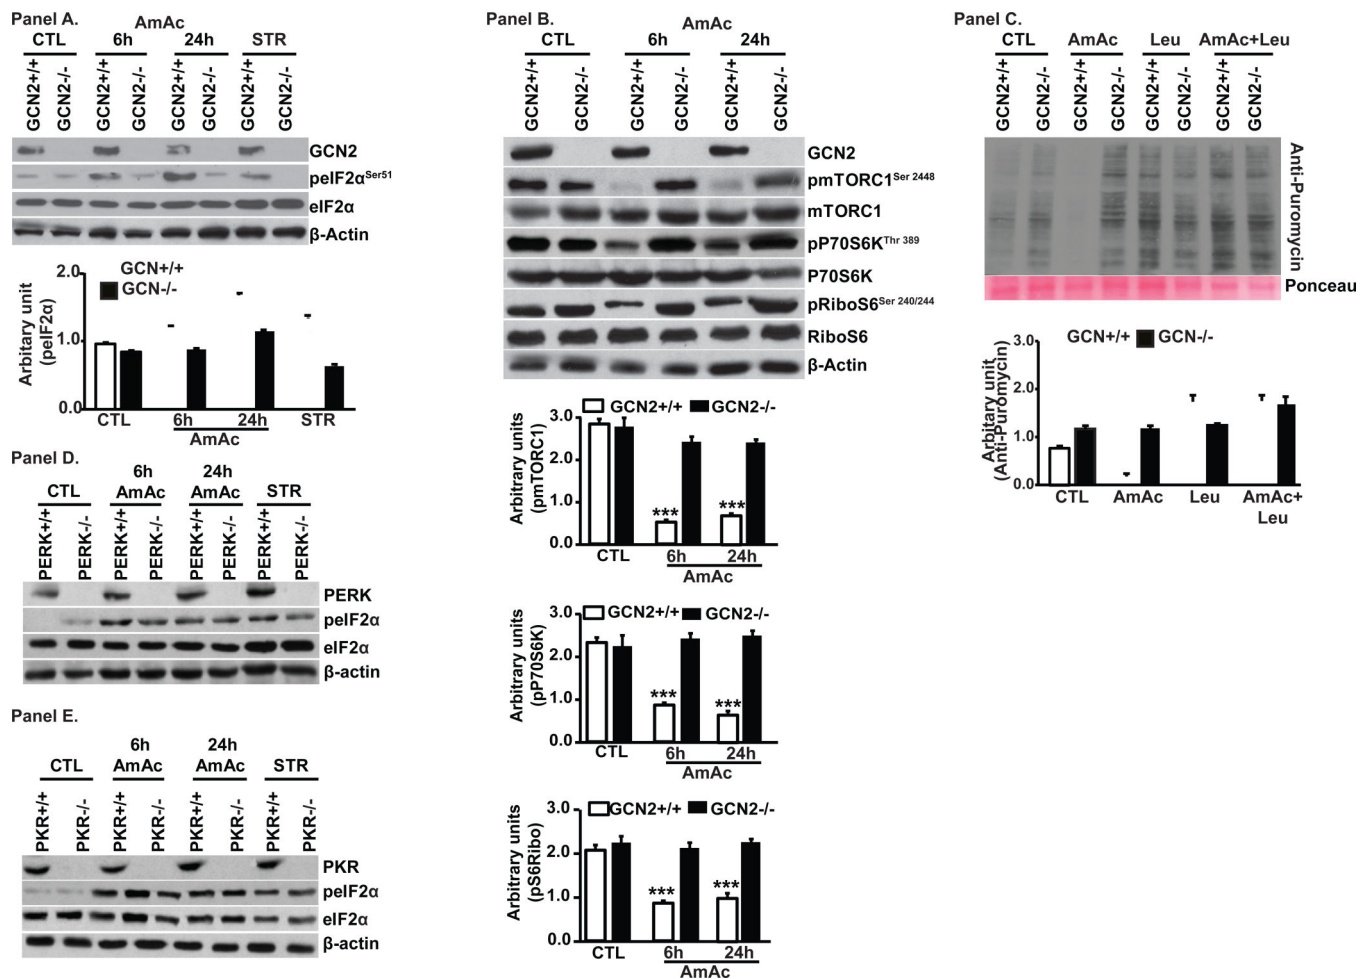 Panel A.
AmAc
CTL 6h 24h STR
GCN2+/+ GCN2-/- GCN2+/+ GCN2-/- GCN2+/+ GCN2-/- GCN2+/+ GCN2-/-
GCN2
peIF2α Ser51
eIF2α
β-Actin
GCN+/+
GCN-/-
Arbitary unit
(peIF2α)
2.0
1.0
0.0
CTL 6h 24h STR
AmAc
Panel B.
AmAc
CTL 6h 24h
GCN2+/+ GCN2-/- GCN2+/+ GCN2-/- GCN2+/+ GCN2-/-
GCN2
pmTORC1 Ser 2448
mTORC1
pP70S6K Thr 389
P70S6K
pRiboS6 Ser 240/244
RiboS6
β-Actin
GCN2+/+ GCN2-/-
Arbitrary units
(pmTORC1)
3.0
2.0
1.0
0.0
*** ***
CTL 6h 24h
AmAc
GCN2+/+ GCN2-/-
Arbitrary units
(pP70S6K)
3.0
2.0
1.0
0.0
*** ***
CTL 6h 24h
AmAc
GCN2+/+ GCN2-/-
Arbitrary units
(pS6Ribo)
3.0
2.0
1.0
0.0
*** ***
CTL 6h 24h
AmAc
Panel C.
CTL AmAc Leu AmAc+Leu
GCN2+/+ GCN2-/- GCN2+/+ GCN2-/- GCN2+/+ GCN2-/- GCN2+/+ GCN2-/-
Anti-Puromycin
Ponceau
GCN+/+ GCN-/-
Arbitary unit
(Anti-Puromycin)
3.0
2.0
1.0
0.0
CTL AmAc Leu AmAc+
Leu
Panel D.
6h 24h
CTL AmAc AmAc STR
PERK+/+ PERK-/- PERK+/+ PERK-/- PERK+/+ PERK-/- PERK+/+ PERK-/-
PERK
peIF2α
eIF2α
β-actin
Panel E.
6h 24h
CTL AmAc AmAc STR
PKR+/+ PKR-/- PKR+/+ PKR-/- PKR+/+ PKR-/- PKR+/+ PKR-/-
PKR
peIF2α
eIF2α
β-actin